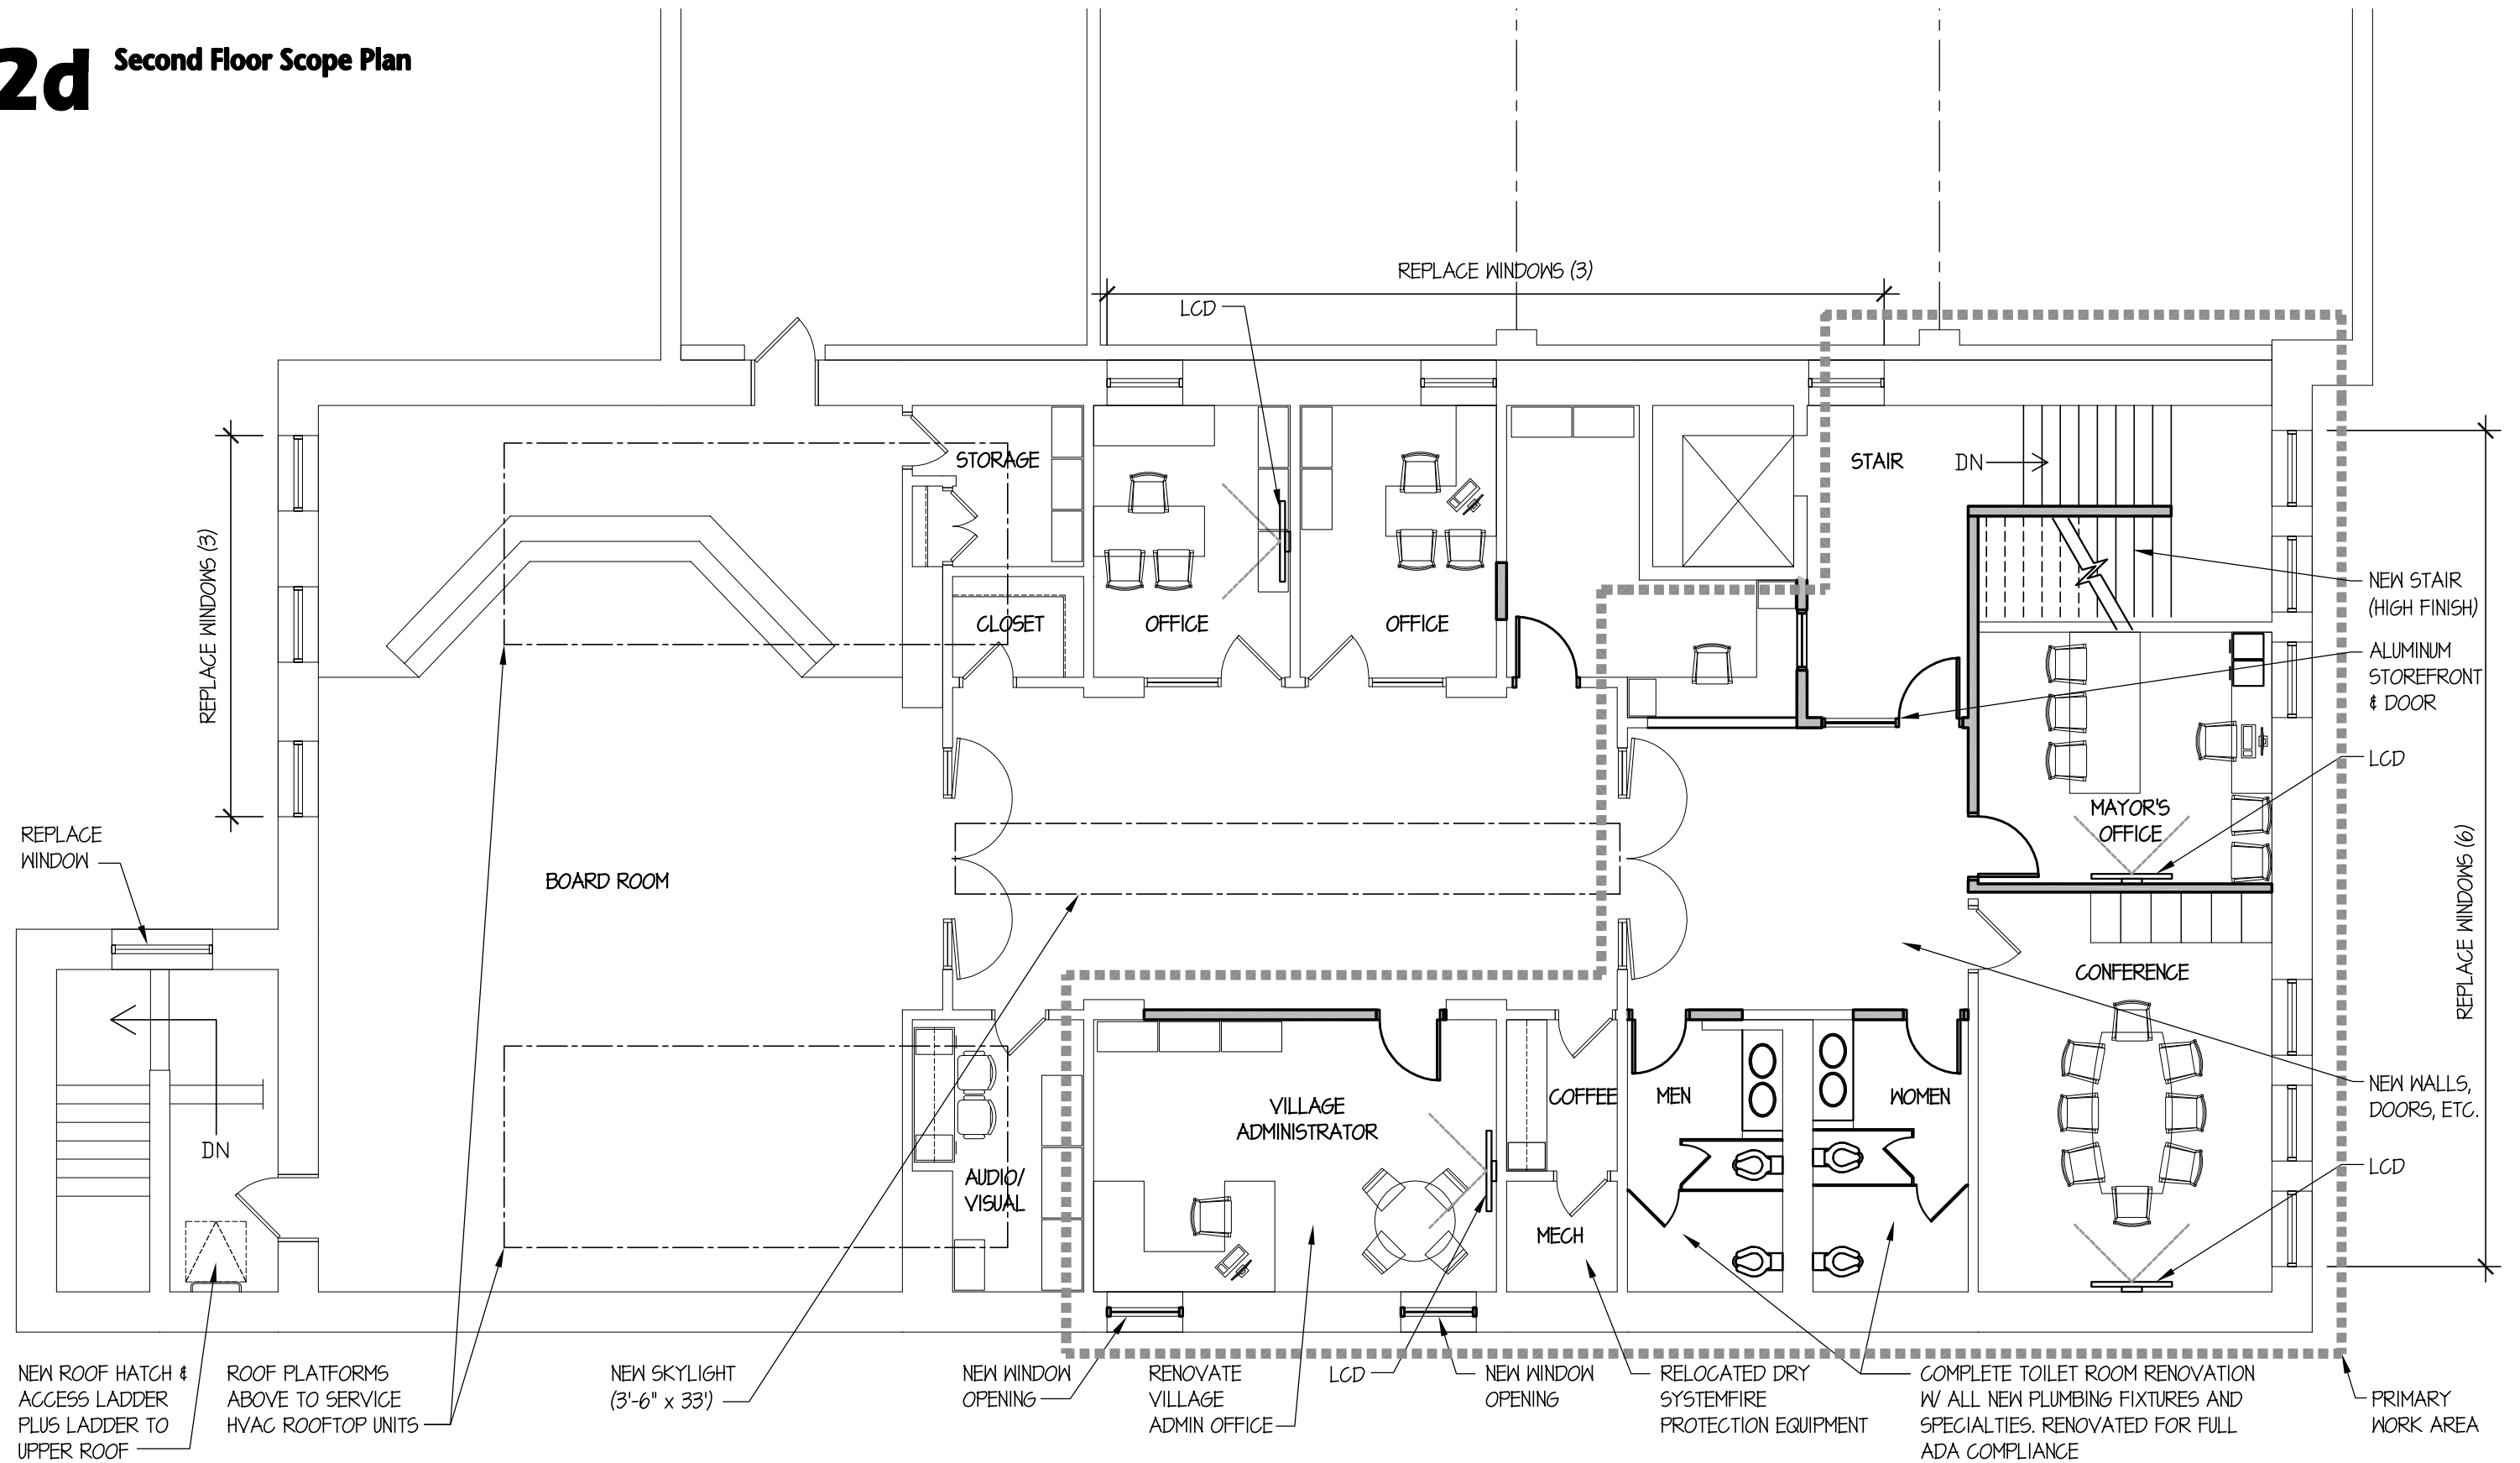 2d
Second Floor Scope Plan
REPLACE WINDOWS (3)
LCD
STORAGE
STAIR
DN
CLOSET
OFFICE
OFFICE
REPLACE WINDOWS (3)
NEW STAIR
(HIGH FINISH)
ALUMINUM
STOREFRONT
& DOOR
LCD
MAYOR'S
OFFICE
REPLACE
WINDOW
BOARD ROOM
REPLACE WINDOWS (6)
CONFERENCE
NEW WALLS,
DOORS, ETC.
COFFEE
MEN
WOMEN
VILLAGE
ADMINISTRATOR
DN
AUDIO/
VISUAL
LCD
MECH
NEW ROOF HATCH &
ACCESS LADDER
PLUS LADDER TO
UPPER ROOF
ROOF PLATFORMS
ABOVE TO SERVICE
HVAC ROOFTOP UNITS
NEW SKYLIGHT
(3'-6" x 33')
NEW WINDOW
OPENING
RENOVATE
VILLAGE
ADMIN OFFICE
LCD
NEW WINDOW
OPENING
RELOCATED DRY
SYSTEMFIRE
PROTECTION EQUIPMENT
COMPLETE TOILET ROOM RENOVATION
W/ ALL NEW PLUMBING FIXTURES AND
SPECIALTIES. RENOVATED FOR FULL
ADA COMPLIANCE
PRIMARY
WORK AREA